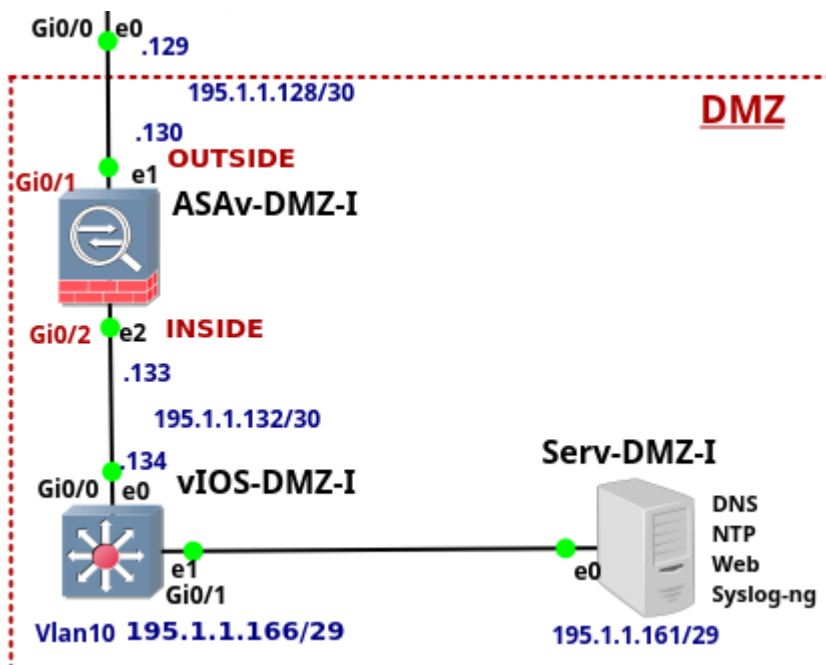 Gi0/0 e0
.129
195.1.1.128/30
DMZ
.130
OUTSIDE
Gi0/1 e1
ASAv-DMZ-I
Gi0/2 e2 INSIDE
.133
195.1.1.132/30
.134
Gi0/0 e0
vIOS-DMZ-I
Serv-DMZ-I
DNS
NTP
Web
Syslog-ng
e1
Gi0/1
e0
Vlan10 195.1.1.166/29
195.1.1.161/29